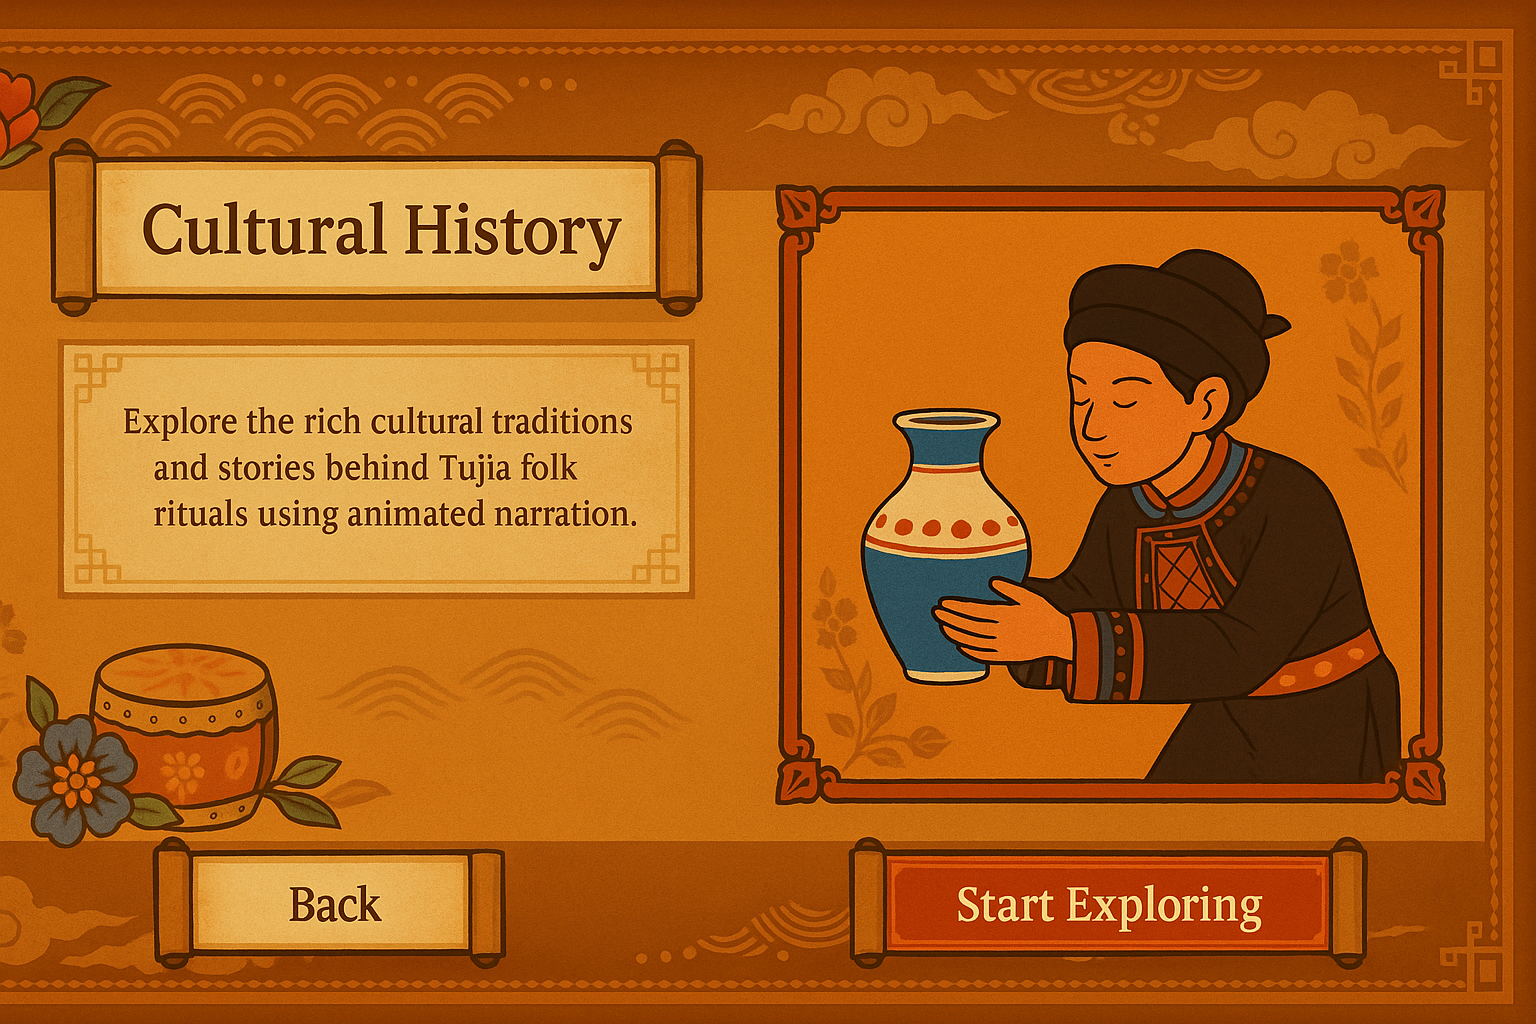 Cultural History
Explore the rich cultural traditions
and stories behind Tujia folk
rituals using animated narration.
Back
Start Exploring